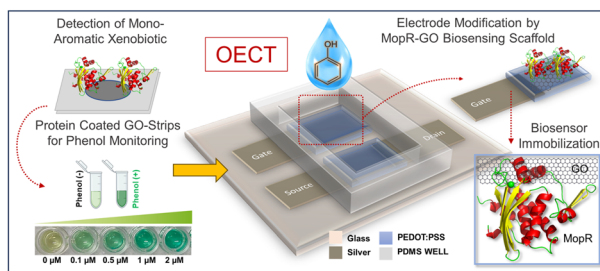 Detection of Mono-
Aromatic Xenobiotic
Protein Coated GO-Strips
for Phenol Monitoring
Phenol (-)
Phenol (+)
0 μM
0.1 μM
0.5 μM
1 μM
2 μM
OECT
OH
Gate
Source
Drain
Glass
Silver
PEDOT:PSS
PDMS WELL
Electrode Modification by
MopR-GO Biosensing Scaffold
Gate
Biosensor
Immobilization
GO
MopR